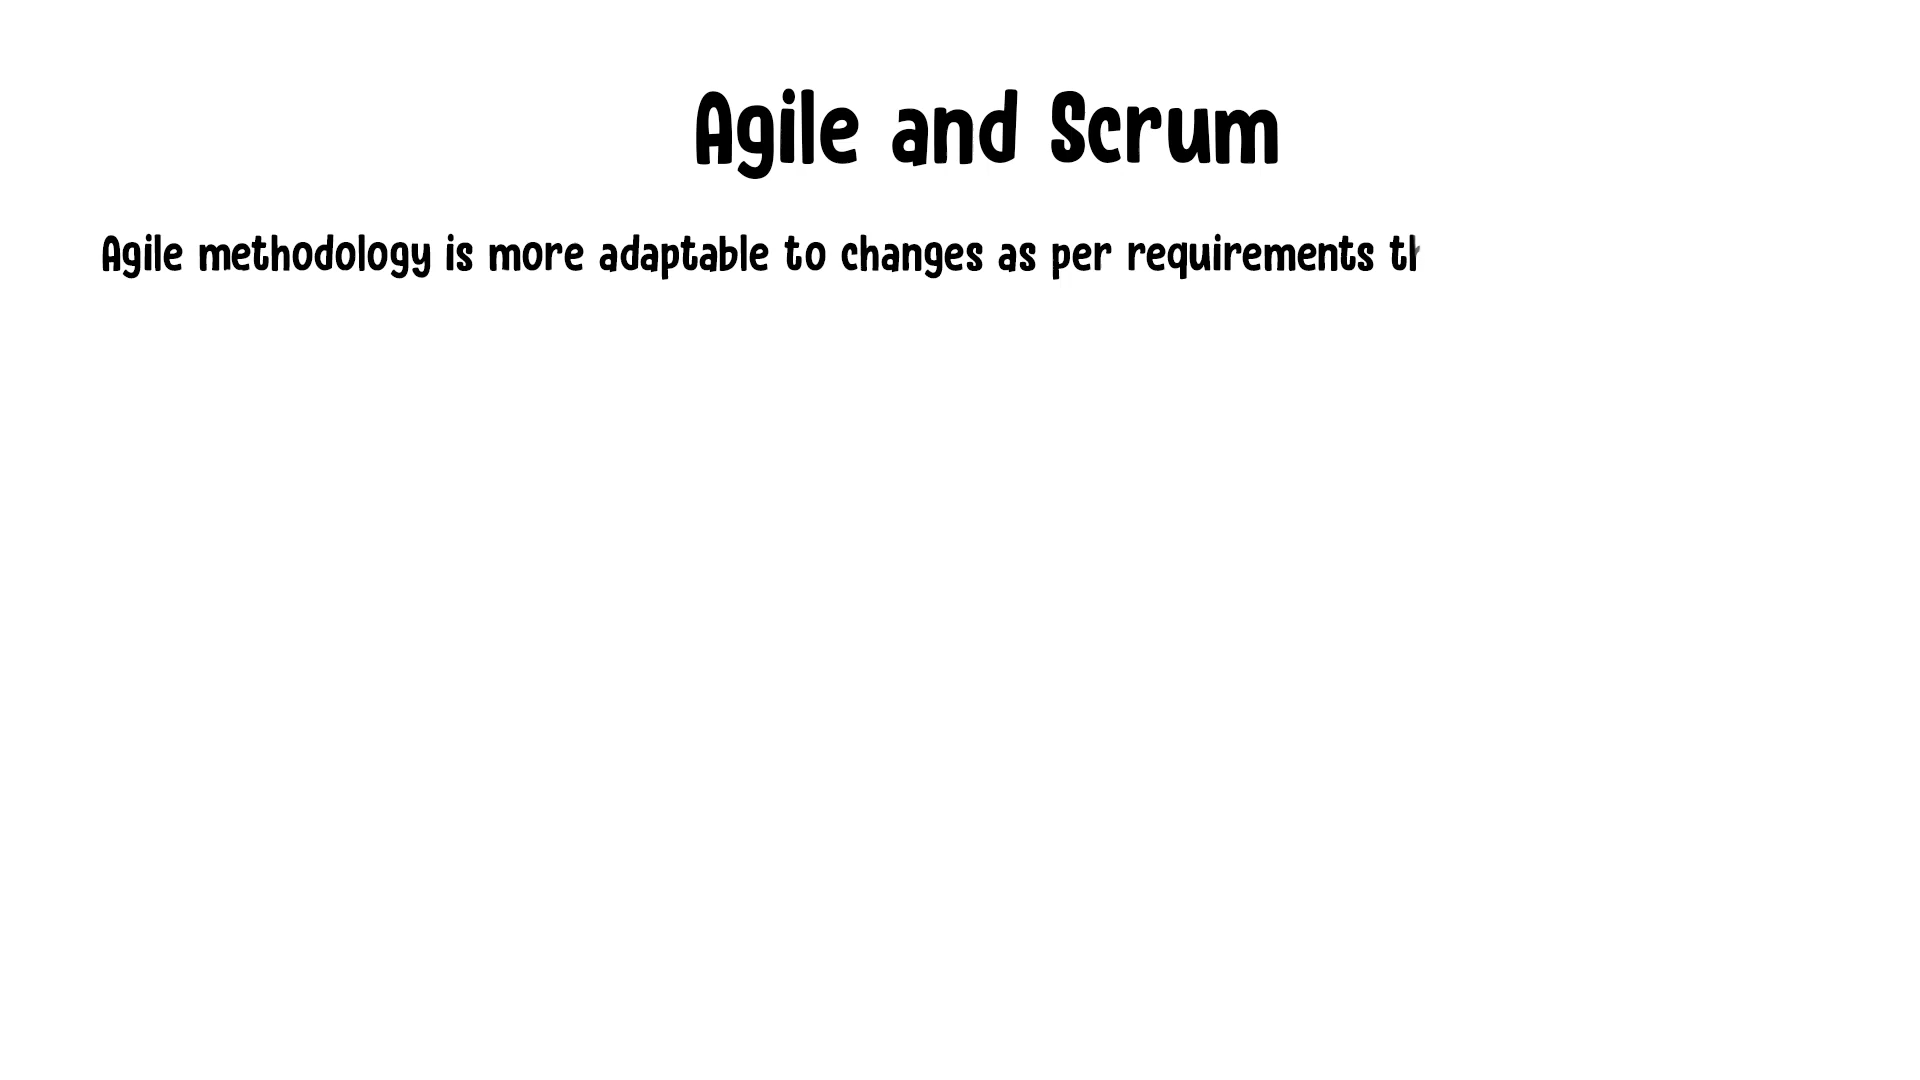 Agile and Scrum
Agile methodology is more adaptable to changes as per requirements